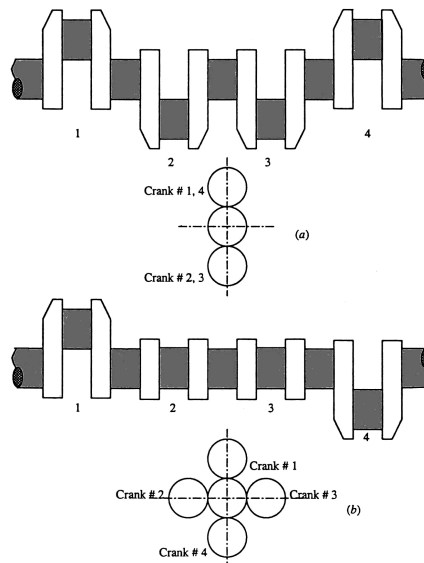 1
4
2
3
Crank # 1, 4
(a)
Crank # 2, 3
1
2
3
4
Crank # 1
Crank # 2
Crank # 3
(b)
Crank # 4